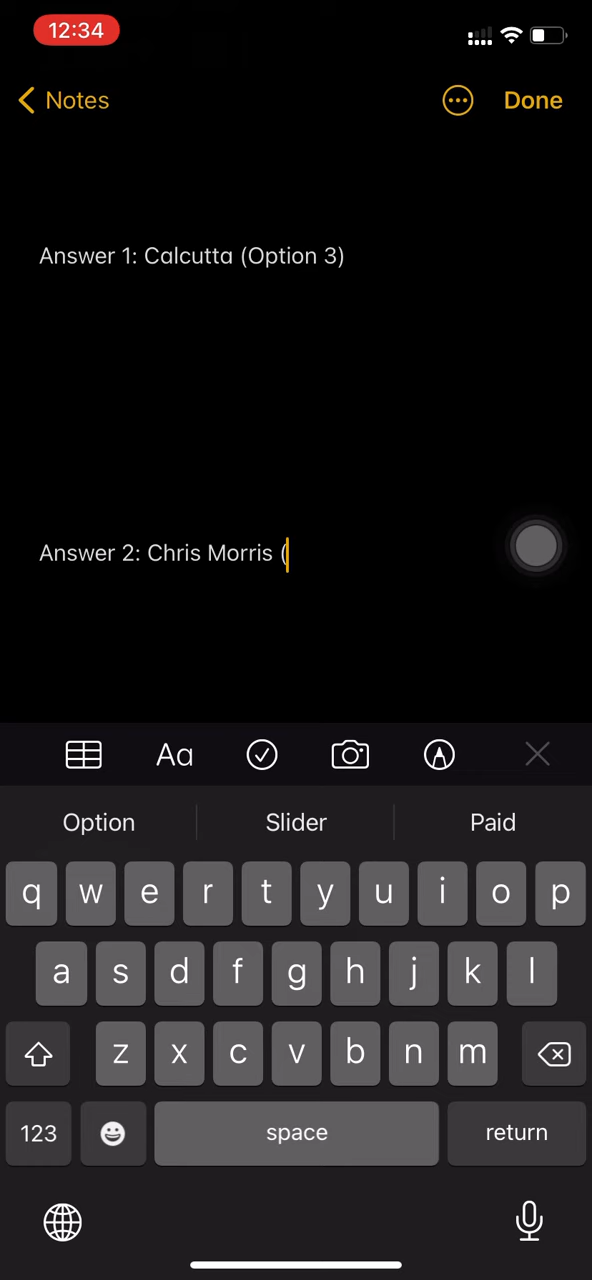 12:34
Notes
Done
Answer 1: Calcutta (Option 3)
Answer 2: Chris Morris (
Aa
Option Slider Paid
q w e r t y u i o p
a s d f g h j k l
z x c v b n m
123 space return